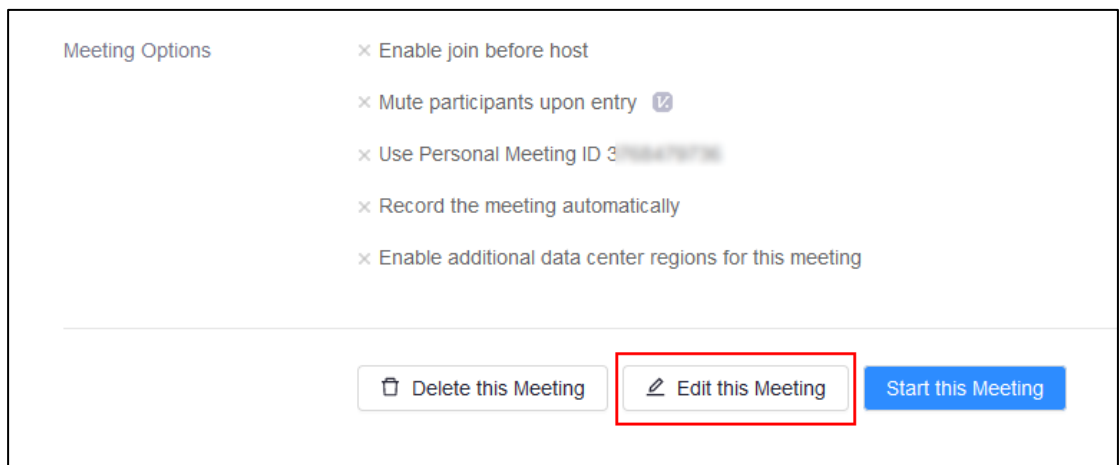 Meeting Options
Enable join before host
Mute participants upon entry
Use Personal Meeting ID 3
Record the meeting automatically
Enable additional data center regions for this meeting
Delete this Meeting
Edit this Meeting
Start this Meeting